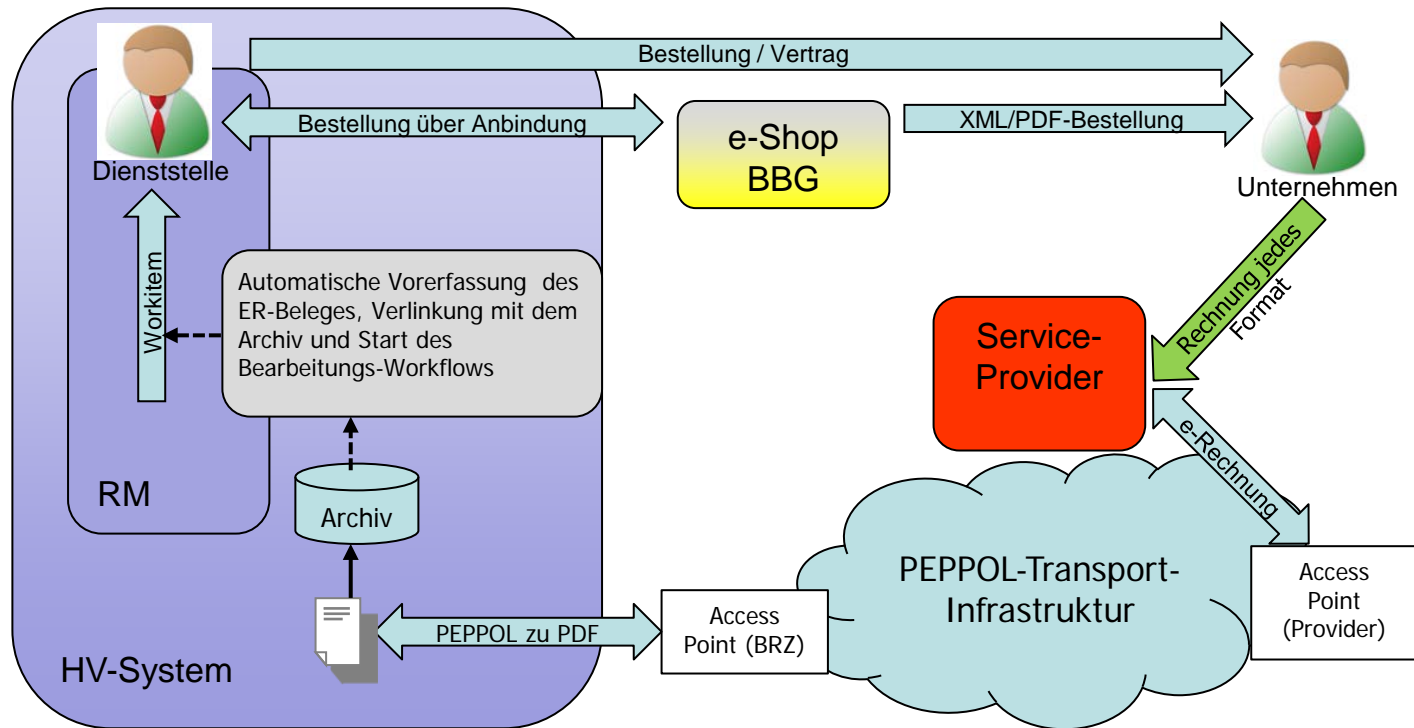 Bestellung / Vertrag
Bestellung über Anbindung
e-Shop
BBG
XML/PDF-Bestellung
Dienststelle
Unternehmen
Workitem
Automatische Vorerfassung des
ER-Beleges, Verlinkung mit dem
Archiv und Start des
Bearbeitungs-Workflows
Rechnung jedes
Format
Service-
Provider
e-Rechnung
RM
Archiv
PEPPOL-Transport-
Infrastruktur
Access
Point
(Provider)
Access
Point (BRZ)
PEPPOL zu PDF
HV-System